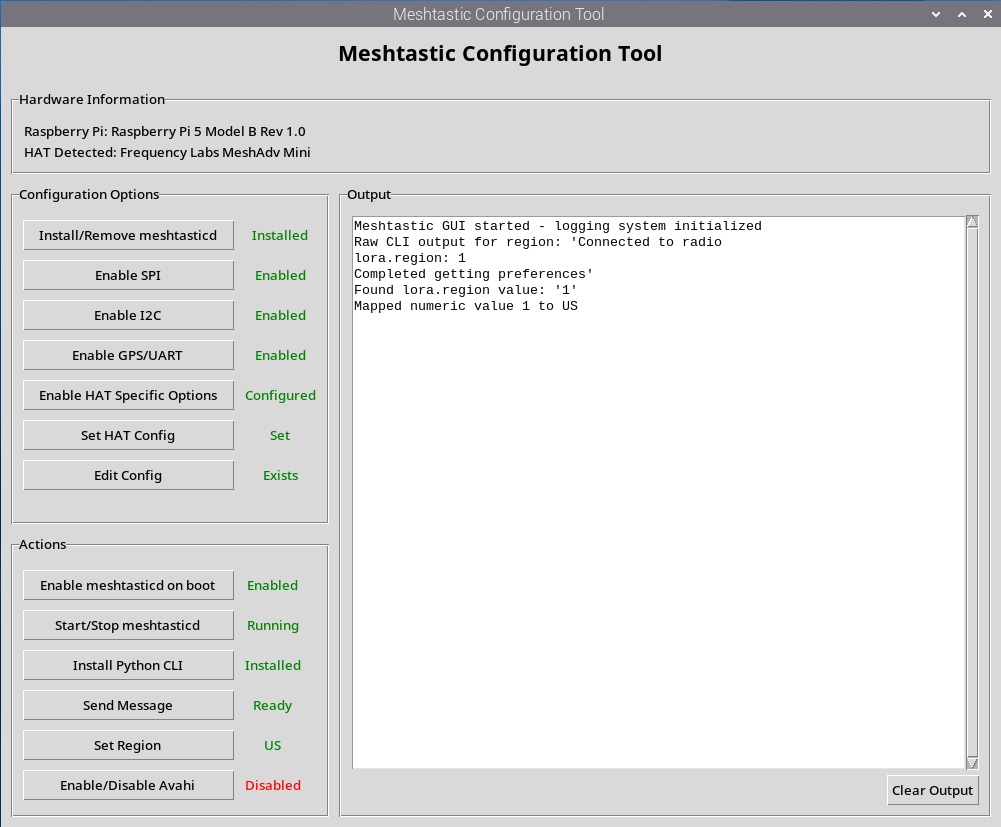 Meshtastic Configuration Tool
Meshtastic Configuration Tool
Hardware Information
Raspberry Pi: Raspberry Pi 5 Model B Rev 1.0
HAT Detected: Frequency Labs MeshAdv Mini
Configuration Options
Install/Remove meshtasticd Installed
Enable SPI Enabled
Enable I2C Enabled
Enable GPS/UART Enabled
Enable HAT Specific Options Configured
Set HAT Config Set
Edit Config Exists
Actions
Enable meshtasticd on boot Enabled
Start/Stop meshtasticd Running
Install Python CLI Installed
Send Message Ready
Set Region US
Enable/Disable Avahi Disabled
Output
Meshtastic GUI started - logging system initialized
Raw CLI output for region: 'Connected to radio
lora.region: 1
Completed getting preferences'
Found lora.region value: '1'
Mapped numeric value 1 to US
Clear Output